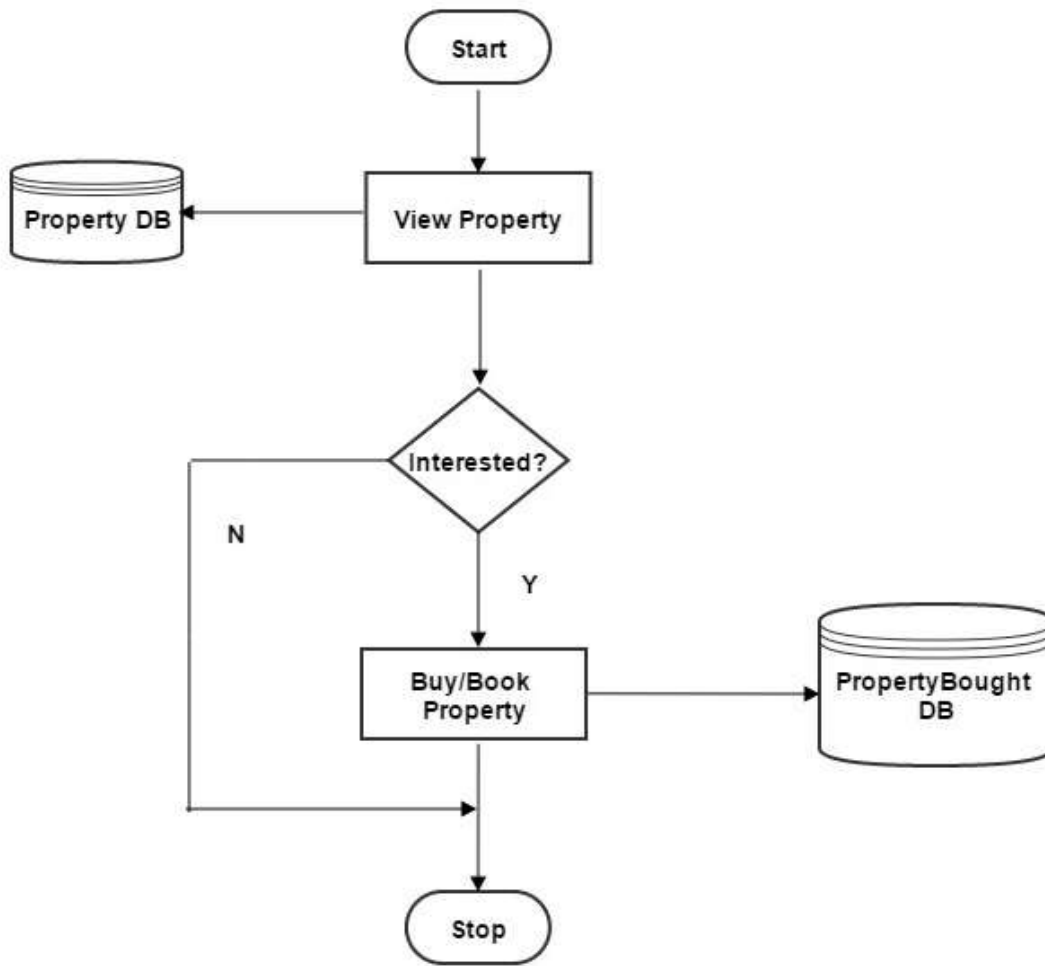 Start
Property DB
View Property
Interested?
N
Y
Buy/Book
Property
PropertyBought
DB
Stop